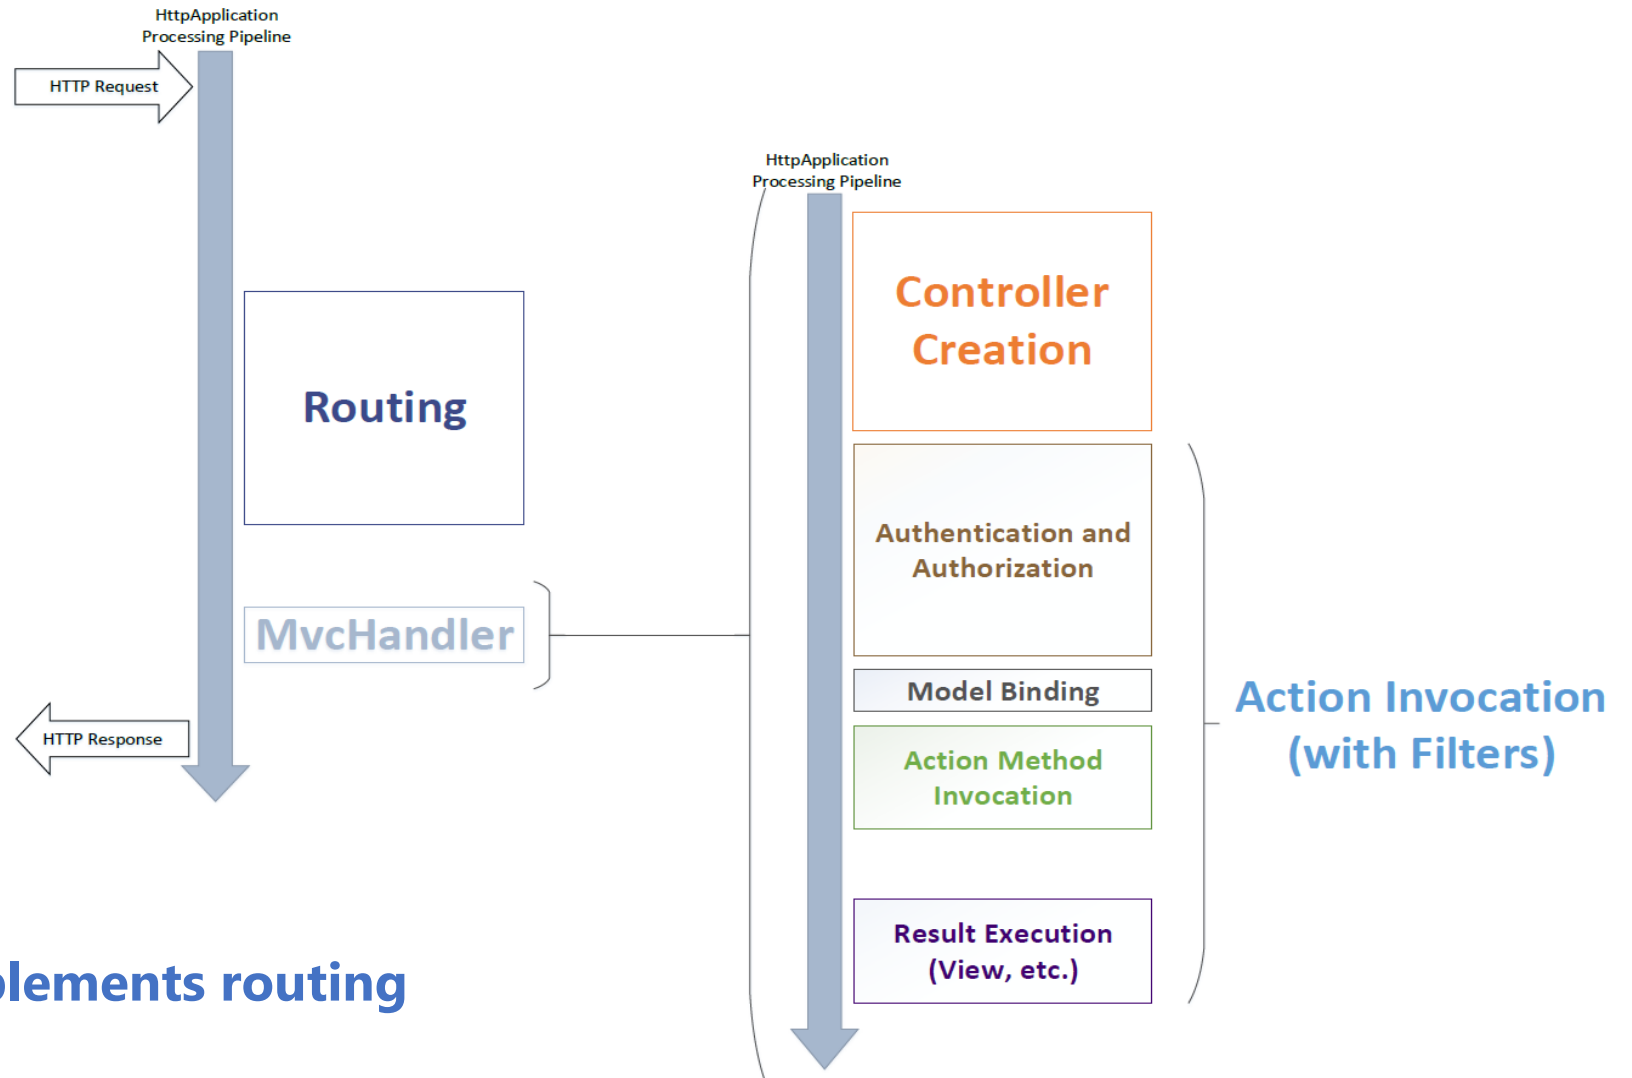 HttpApplication
Processing Pipeline
HTTP Request
Routing
MvcHandler
HTTP Response
HttpApplication
Processing Pipeline
Controller
Creation
Authentication and
Authorization
Model Binding
Action Method
Invocation
Result Execution
(View, etc.)
Action Invocation
(with Filters)
routing